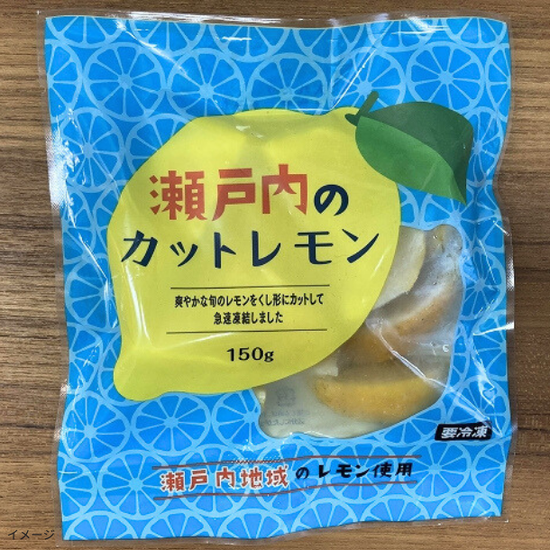 瀬戸内の
カットレモン
爽やかな旬のレモンをくし形にカットして
急速凍結しました
150g
要冷凍
瀬戸内地域のレモン使用
イメージ